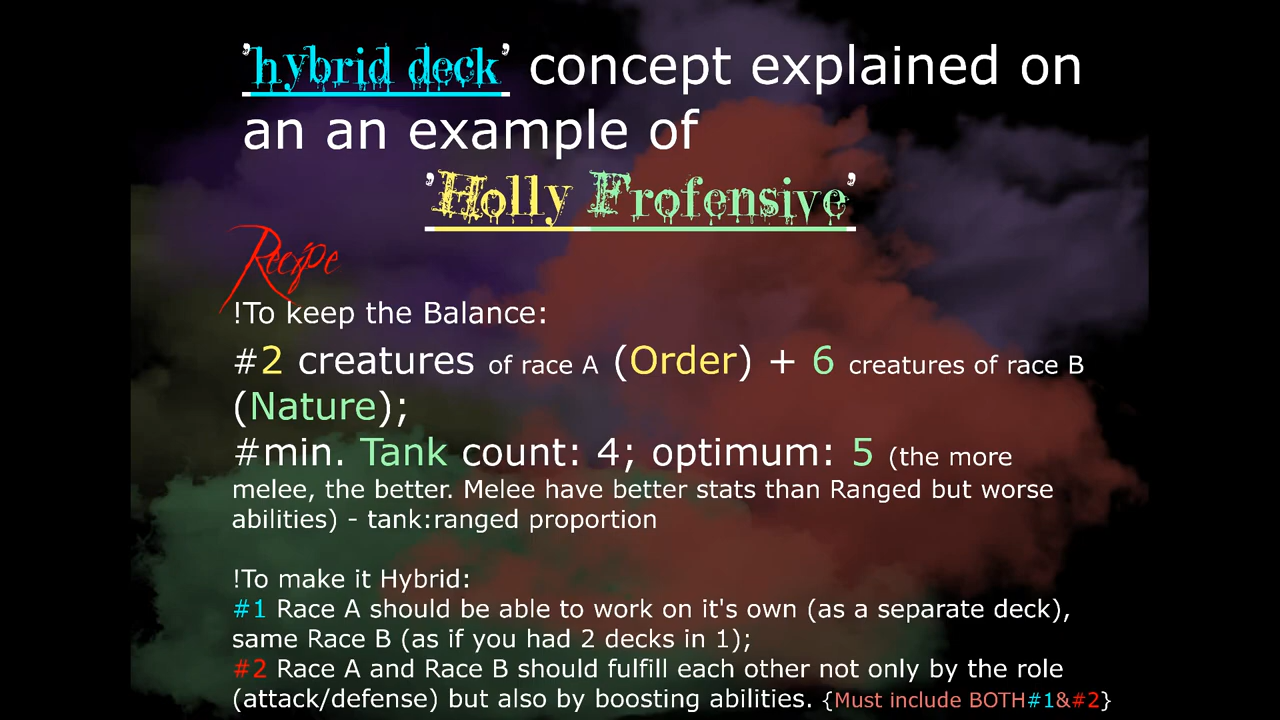 'hybrid deck' concept explained on
an an example of
'Holly Frofensive'
Recipe
!To keep the Balance:
#2 creatures of race A (Order) + 6 creatures of race B
(Nature);
#min. Tank count: 4; optimum: 5 (the more
melee, the better. Melee have better stats than Ranged but worse
abilities) - tank:ranged proportion
!To make it Hybrid:
#1 Race A should be able to work on it's own (as a separate deck),
same Race B (as if you had 2 decks in 1);
#2 Race A and Race B should fulfill each other not only by the role
(attack/defense) but also by boosting abilities. {Must include BOTH#1&#2}